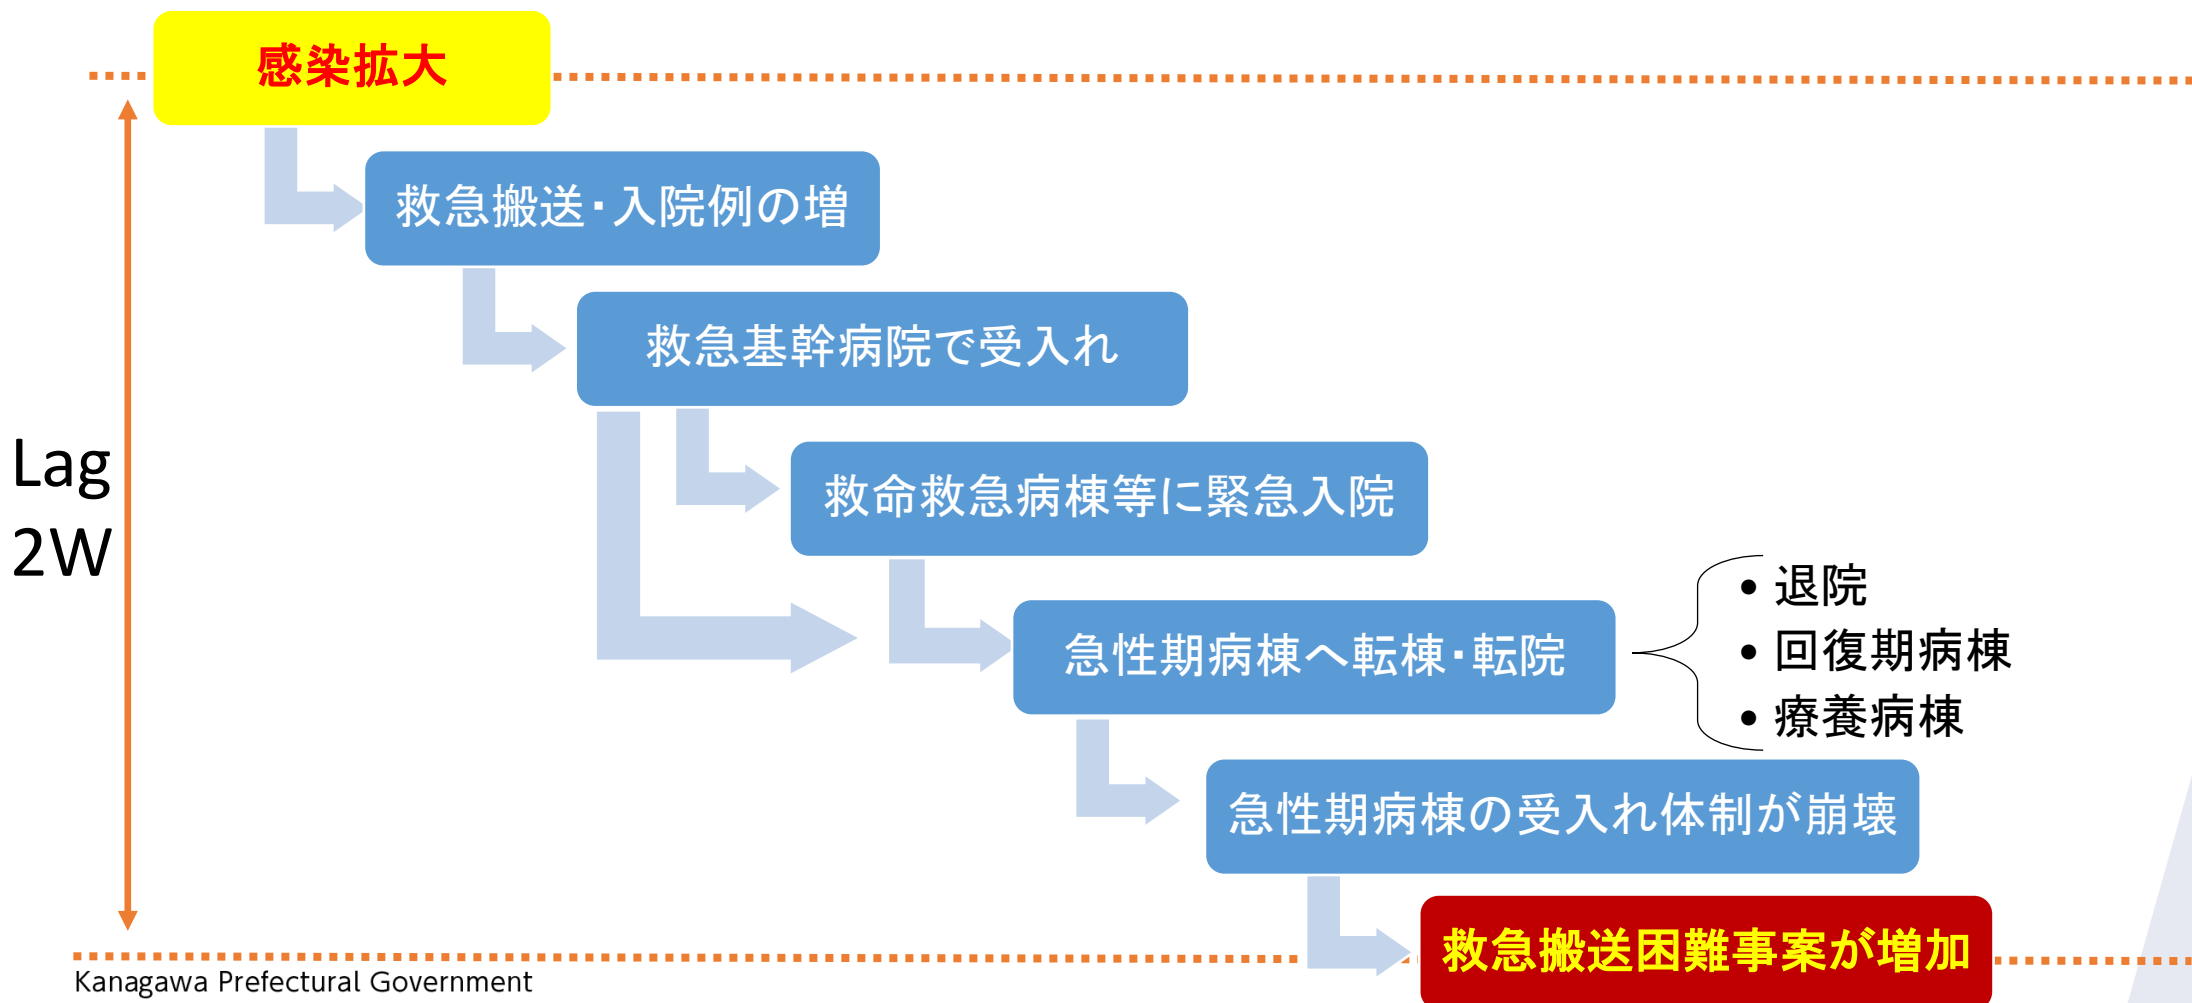 感染拡大
救急搬送・入院例の増
救急基幹病院で受入れ
救命救急病棟等に緊急入院
Lag
2W
急性期病棟へ転棟・転院
• 退院
• 回復期病棟
• 療養病棟
急性期病棟の受入れ体制が崩壊
救急搬送困難事案が増加
Kanagawa Prefectural Government